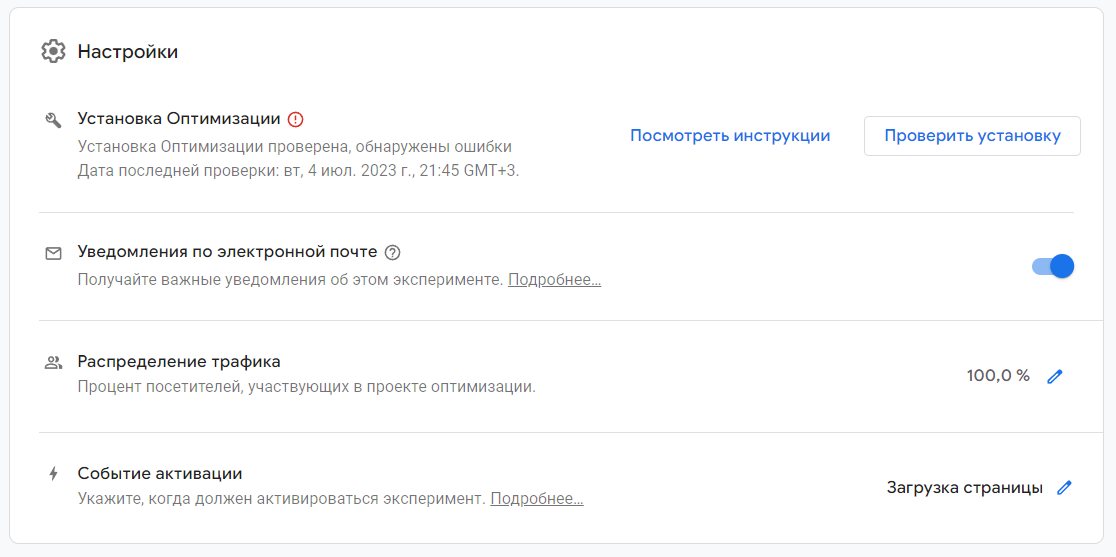 Настройки
Установка Оптимизации
Установка Оптимизации проверена, обнаружены ошибки
Дата последней проверки: вт, 4 июл. 2023 г., 21:45 GMT+3.
Посмотреть инструкции
Проверить установку
Уведомления по электронной почте
Получайте важные уведомления об этом эксперименте. Подробнее…
Распределение трафика
Процент посетителей, участвующих в проекте оптимизации.
100,0 %
Событие активации
Укажите, когда должен активироваться эксперимент. Подробнее…
Загрузка страницы